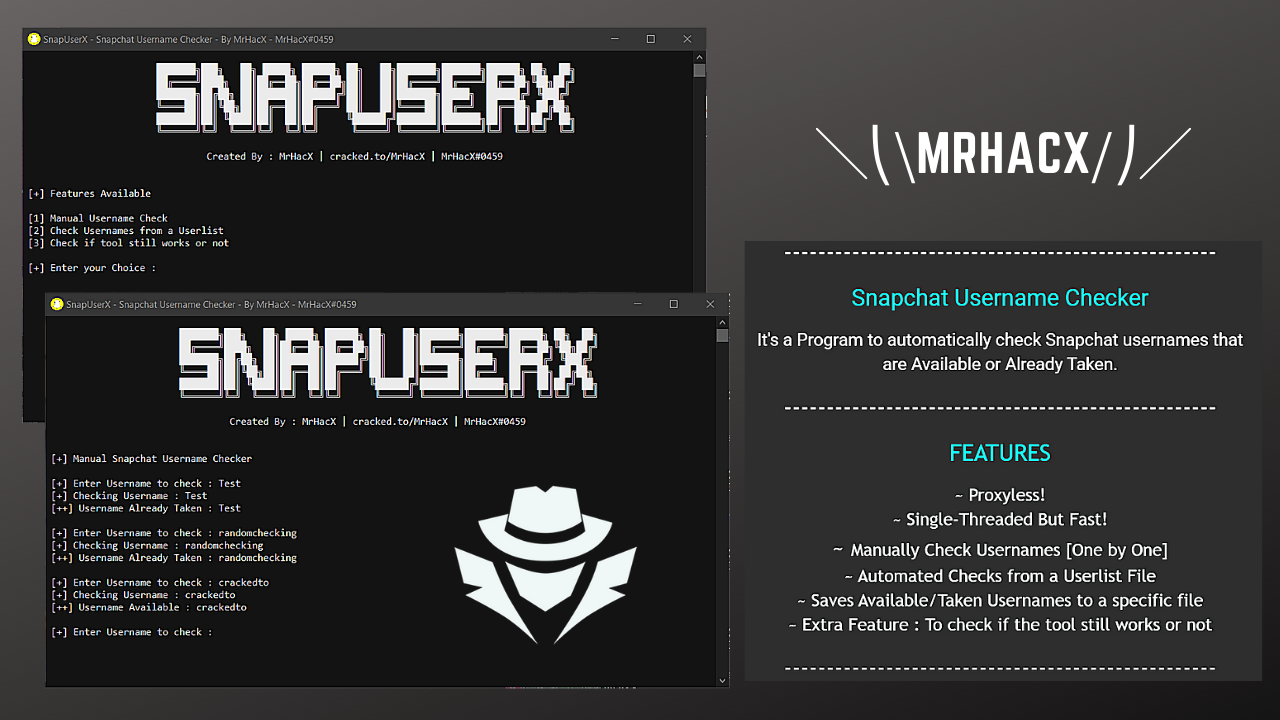 SnapUserX - Snapchat Username Checker - By MrHacX - MrHacX#0459
SNAPUSERX
Created By : MrHacX | cracked.to/MrHacX | MrHacX#0459
[+] Features Available
[1] Manual Username Check
[2] Check Usernames from a Userlist
[3] Check if tool still works or not
[+] Enter your Choice :
SnapUserX - Snapchat Username Checker - By MrHacX - MrHacX#0459
SNAPUSERX
Created By : MrHacX | cracked.to/MrHacX | MrHacX#0459
[+] Manual Snapchat Username Checker
[+] Enter Username to check : Test
[+] Checking Username : Test
[++] Username Already Taken : Test
[+] Enter Username to check : randomchecking
[+] Checking Username : randomchecking
[++] Username Already Taken : randomchecking
[+] Enter Username to check : crackedto
[+] Checking Username : crackedto
[++] Username Available : crackedto
[+] Enter Username to check :
\(\MRHACX/)/
-------------------------------------------
Snapchat Username Checker
It's a Program to automatically check Snapchat usernames that
are Available or Already Taken.
-------------------------------------------
FEATURES
~ Proxyless!
~ Single-Threaded But Fast!
~ Manually Check Usernames [One by One]
~ Automated Checks from a Userlist File
~ Saves Available/Taken Usernames to a specific file
~ Extra Feature : To check if the tool still works or not
-------------------------------------------